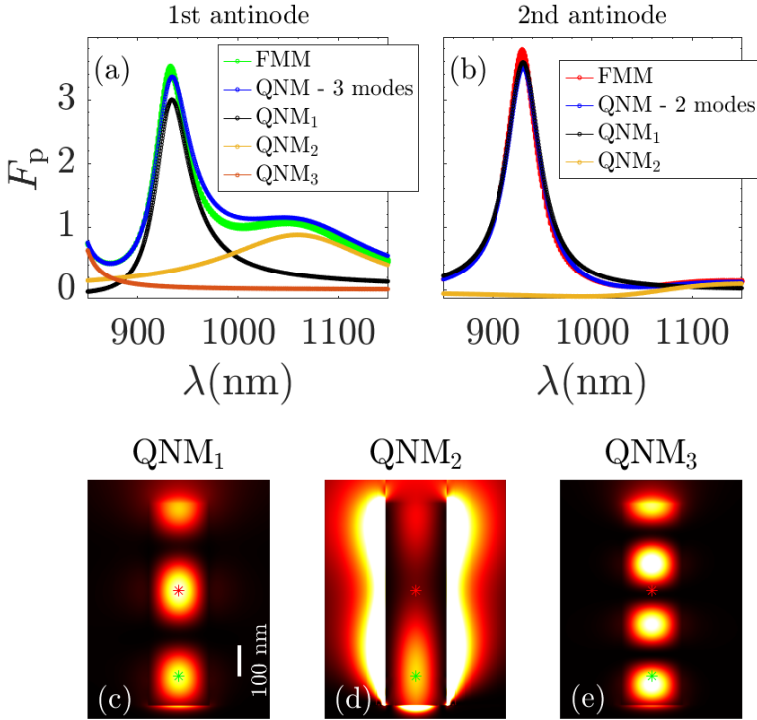 1st antinode
2nd antinode
(a)
FMM
QNM - 3 modes
QNM₁
QNM₂
QNM₃
(b)
FMM
QNM - 2 modes
QNM₁
QNM₂
Fₚ
3
2
1
0
900
1000
1100
900
1000
1100
λ(nm)
λ(nm)
QNM₁
QNM₂
QNM₃
100 nm
(c)
(d)
(e)